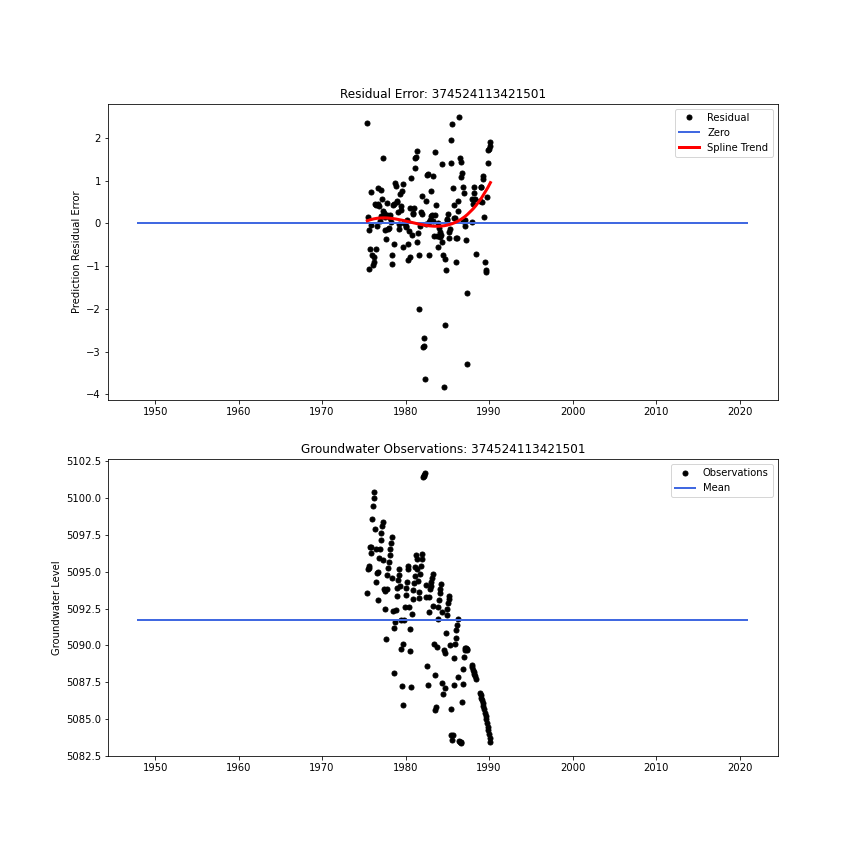 Residual Error: 374524113421501
Residual
Zero
Spline Trend
Prediction Residual Error
2
1
0
−1
−2
−3
−4
1950 1960 1970 1980 1990 2000 2010 2020
Groundwater Observations: 374524113421501
Observations
Mean
Groundwater Level
5102.5
5100.0
5097.5
5095.0
5092.5
5090.0
5087.5
5085.0
5082.5
1950 1960 1970 1980 1990 2000 2010 2020